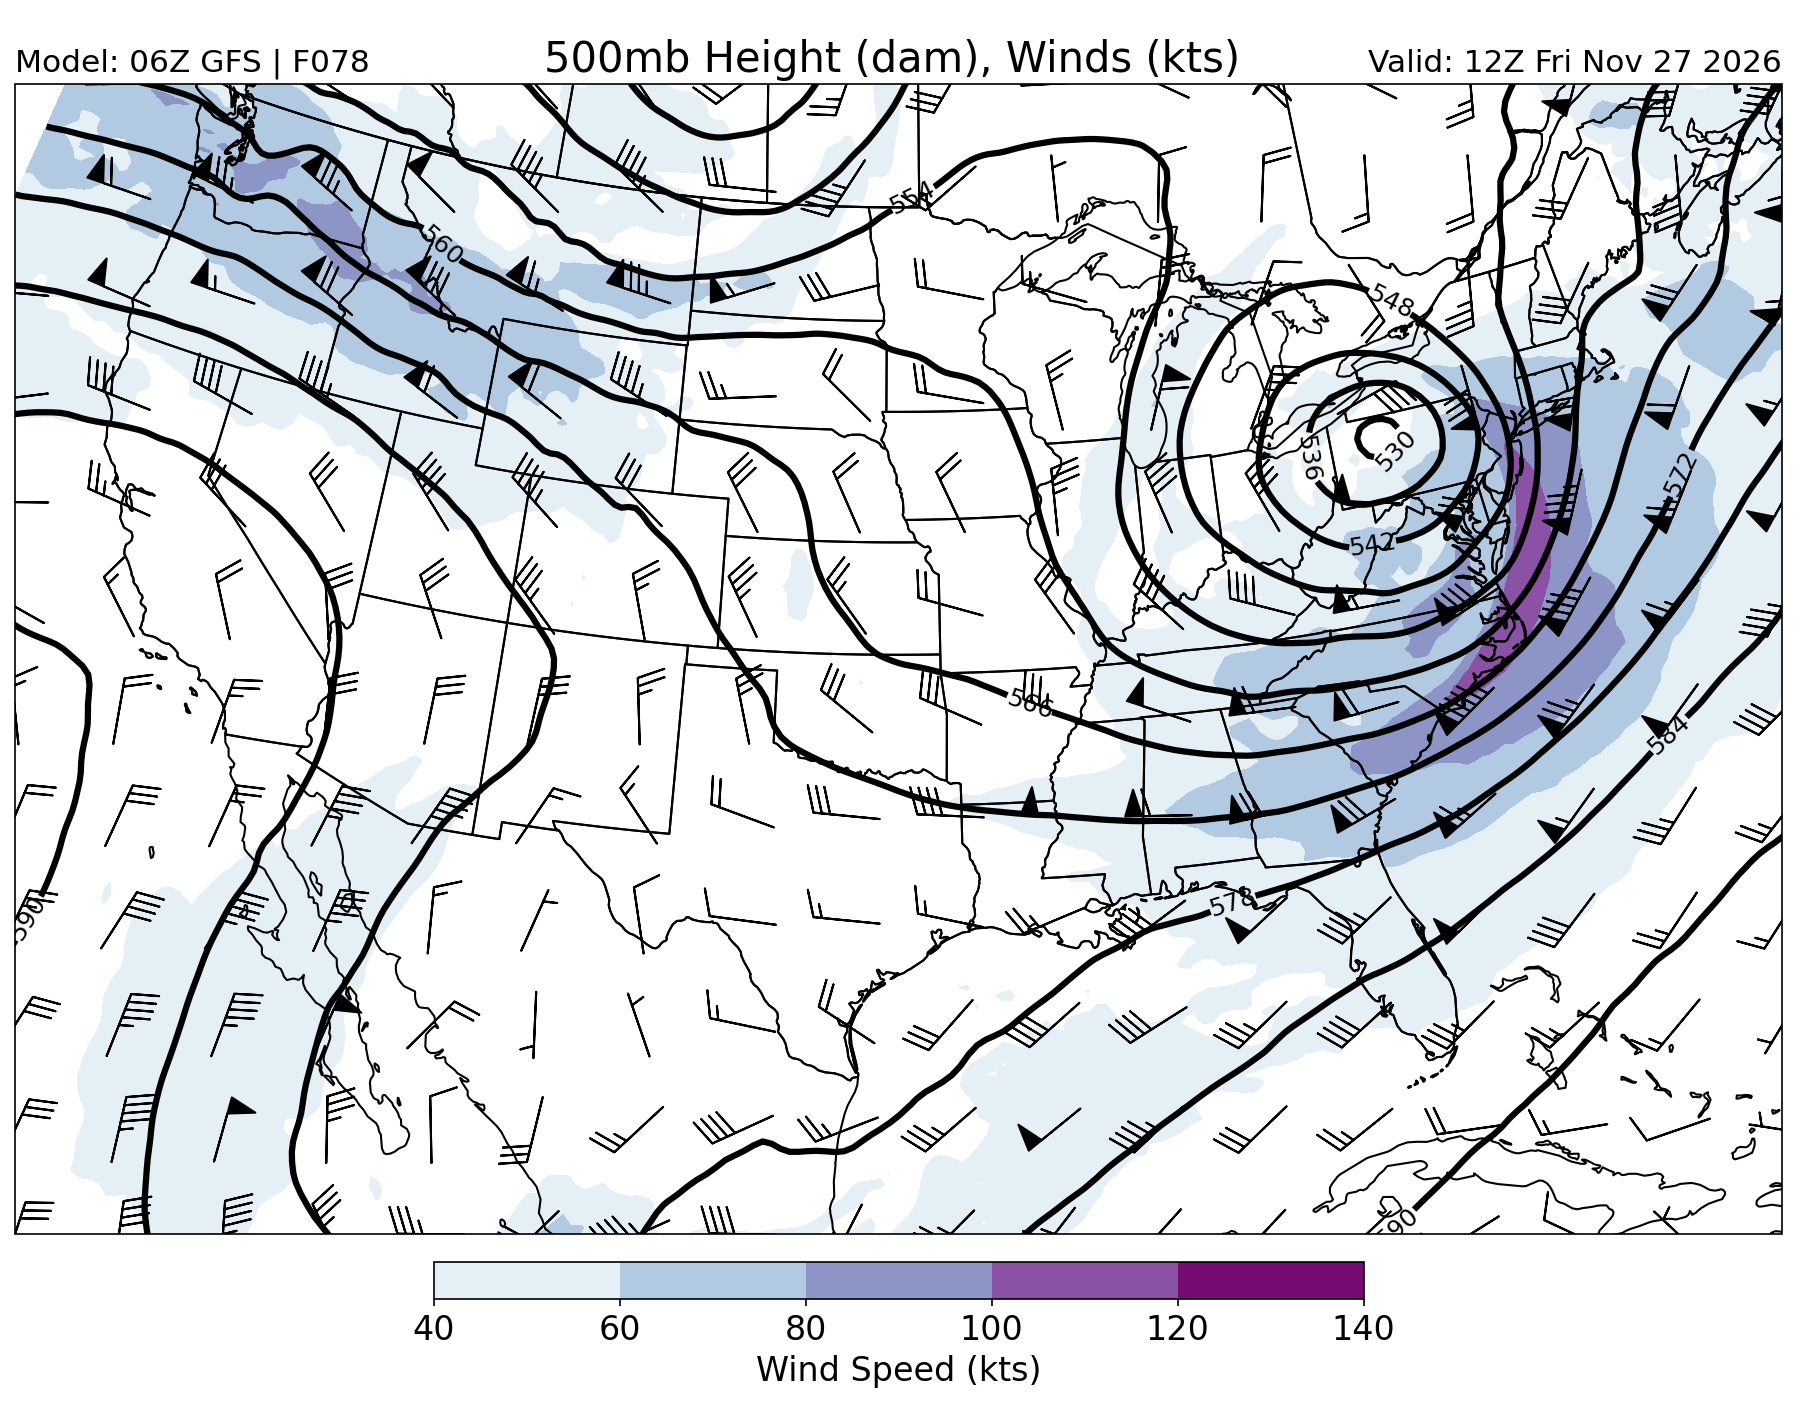 500mb Height (dam), Winds (kts)
Model: 06Z GFS | F078
Valid: 12Z Fri Nov 27 2026
554
560
548
536
530
542
572
566
584
578
590
590
40 60 80 100 120 140
Wind Speed (kts)